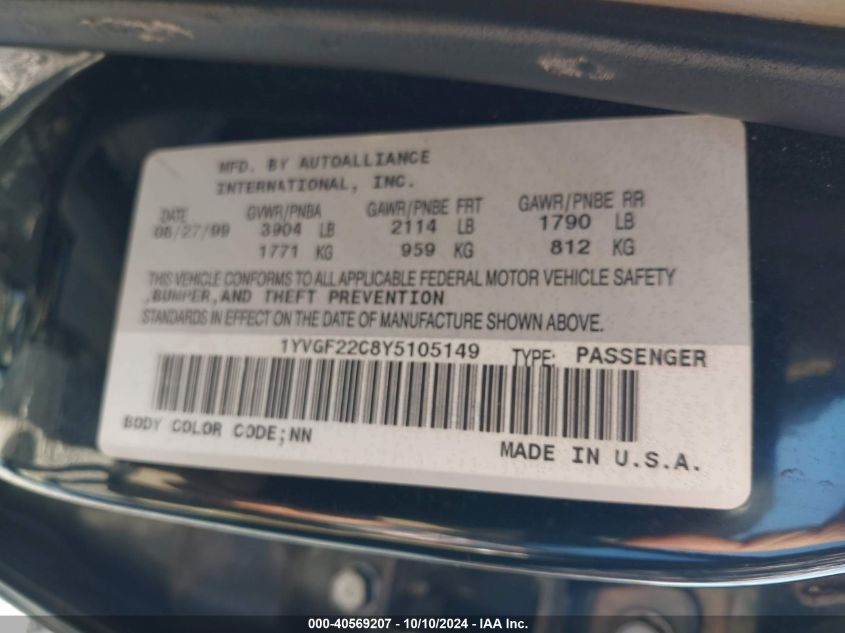 MFD. BY AUTOALLIANCE
INTERNATIONAL, INC.
DATE GVWR/PNBA GAWR/PNBE FRT GAWR/PNBE RR
08/27/99 3904 LB 2114 LB 1790 LB
1771 KG 959 KG 812 KG
THIS VEHICLE CONFORMS TO ALL APPLICABLE FEDERAL MOTOR VEHICLE SAFETY
,BUMPER,AND THEFT PREVENTION
STANDARDS IN EFFECT ON THE DATE OF MANUFACTURE SHOWN ABOVE.
1YVGF22C8Y5105149 TYPE: PASSENGER
BODY COLOR CODE;NN
MADE IN U.S.A.
000-40569207 - 10/10/2024 - IAA Inc.